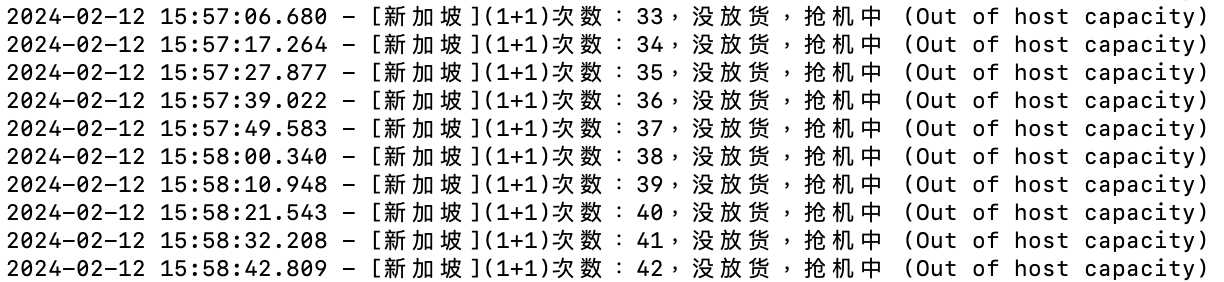 2024-02-12 15:57:06.680 - [新加坡](1+1)次数：33，没放货，抢机中 (Out of host capacity)
2024-02-12 15:57:17.264 - [新加坡](1+1)次数：34，没放货，抢机中 (Out of host capacity)
2024-02-12 15:57:27.877 - [新加坡](1+1)次数：35，没放货，抢机中 (Out of host capacity)
2024-02-12 15:57:39.022 - [新加坡](1+1)次数：36，没放货，抢机中 (Out of host capacity)
2024-02-12 15:57:49.583 - [新加坡](1+1)次数：37，没放货，抢机中 (Out of host capacity)
2024-02-12 15:58:00.340 - [新加坡](1+1)次数：38，没放货，抢机中 (Out of host capacity)
2024-02-12 15:58:10.948 - [新加坡](1+1)次数：39，没放货，抢机中 (Out of host capacity)
2024-02-12 15:58:21.543 - [新加坡](1+1)次数：40，没放货，抢机中 (Out of host capacity)
2024-02-12 15:58:32.208 - [新加坡](1+1)次数：41，没放货，抢机中 (Out of host capacity)
2024-02-12 15:58:42.809 - [新加坡](1+1)次数：42，没放货，抢机中 (Out of host capacity)